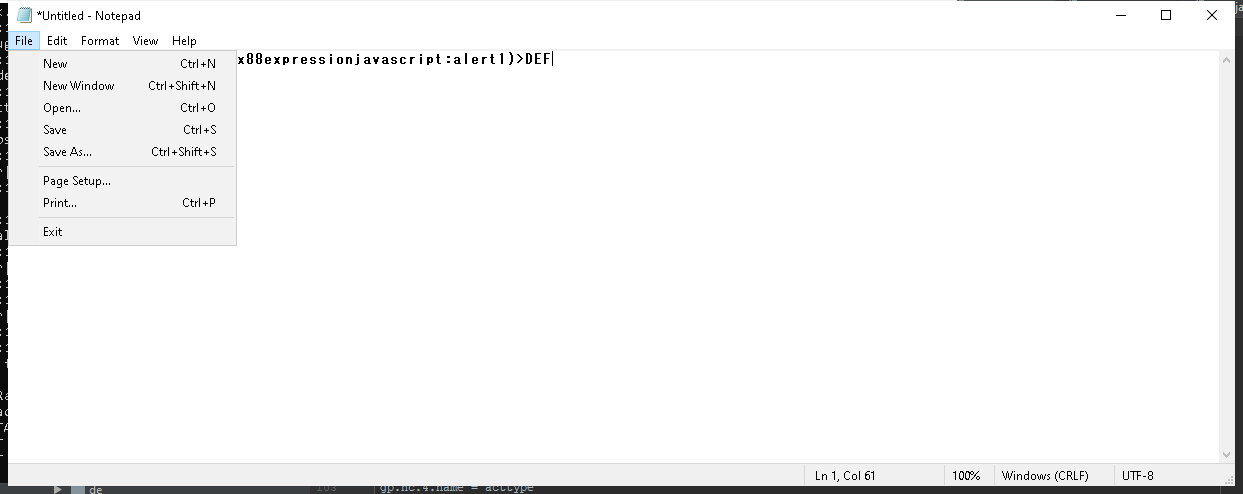 *Untitled - Notepad
File Edit Format View Help
x88expressionjavascript:alert1)>DEF
New Ctrl+N
New Window Ctrl+Shift+N
Open... Ctrl+O
Save Ctrl+S
Save As... Ctrl+Shift+S
Page Setup...
Print... Ctrl+P
Exit
Ln 1, Col 61 100% Windows (CRLF) UTF-8
de
gp.nc.4.name = acttype